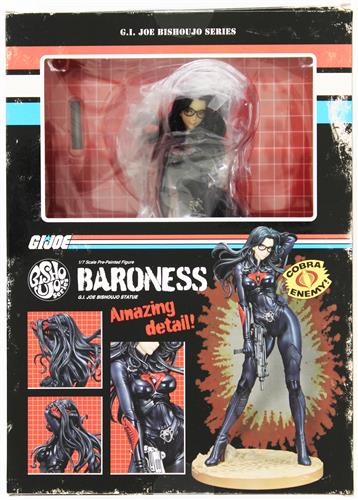 G.I. JOE BISHOUJO SERIES
G.I. JOE
BISHOUJO SERIES
1/7 Scale Pre-Painted Figure
BARONESS
G.I. JOE BISHOUJO STATUE
Amazing
detail!
COBRA
ENEMY!